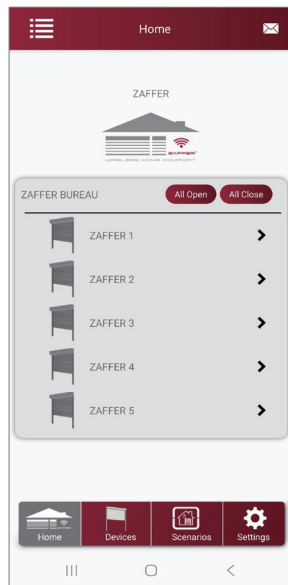 Home
ZAFFER
ZAFFER
WIRELESS HOME COMFORT
ZAFFER BUREAU
All Open
All Close
ZAFFER 1
ZAFFER 2
ZAFFER 3
ZAFFER 4
ZAFFER 5
Home
Devices
Scenarios
Settings